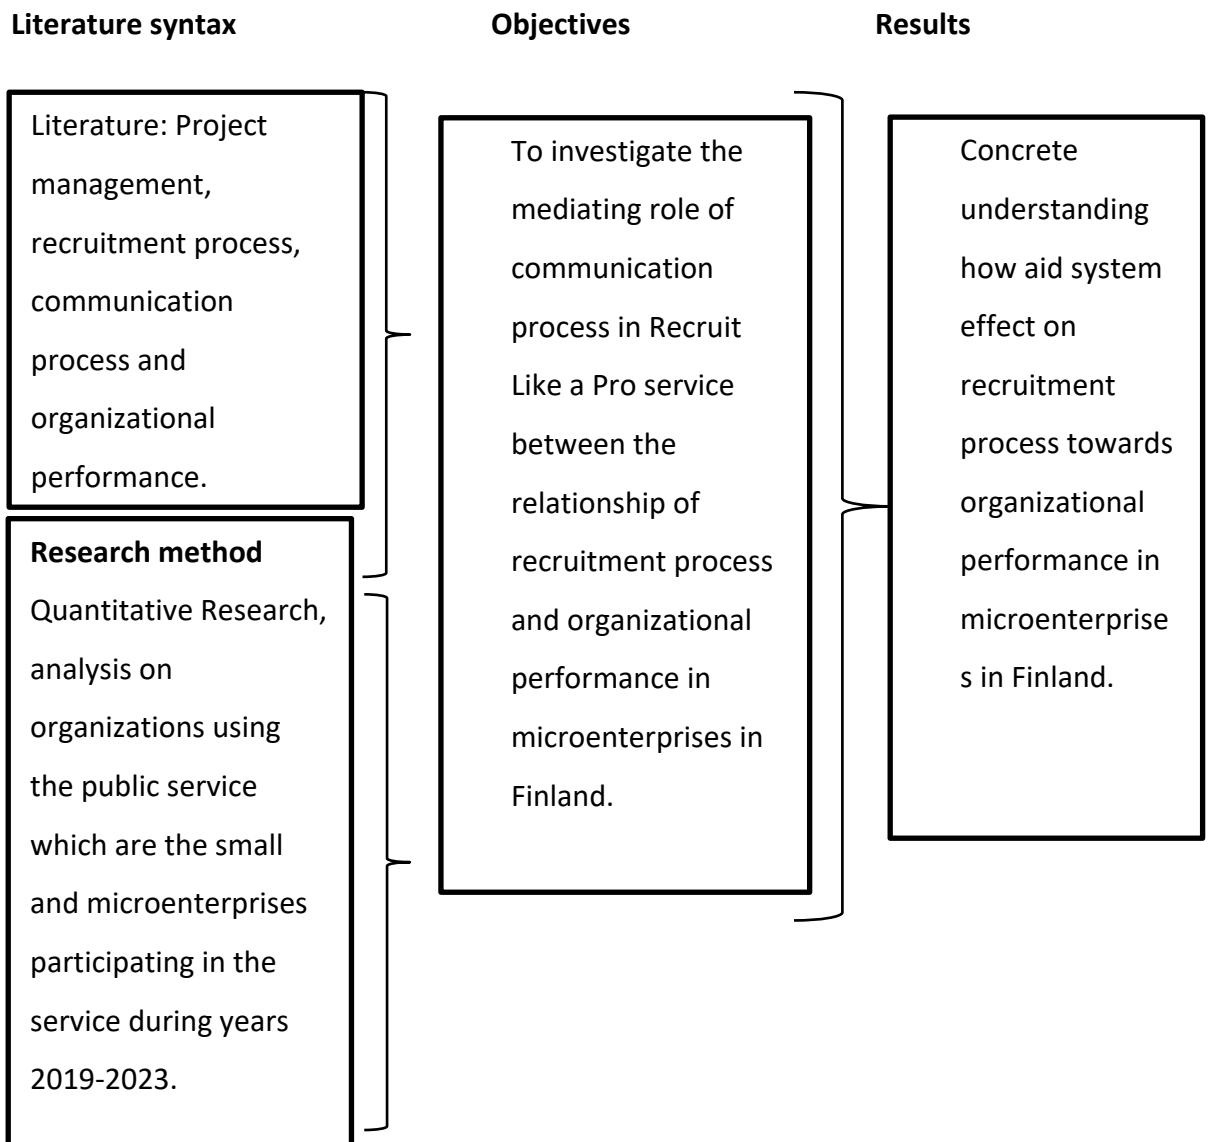 Literature syntax
Objectives
Results
Literature: Project
management,
recruitment process,
communication
process and
organizational
performance.
Research method
Quantitative Research,
analysis on
organizations using
the public service
which are the small
and microenterprises
participating in the
service during years
2019-2023.
To investigate the
mediating role of
communication
process in Recruit
Like a Pro service
between the
relationship of
recruitment process
and organizational
performance in
microenterprises in
Finland.
Concrete
understanding
how aid system
effect on
recruitment
process towards
organizational
performance in
microenterprise
s in Finland.